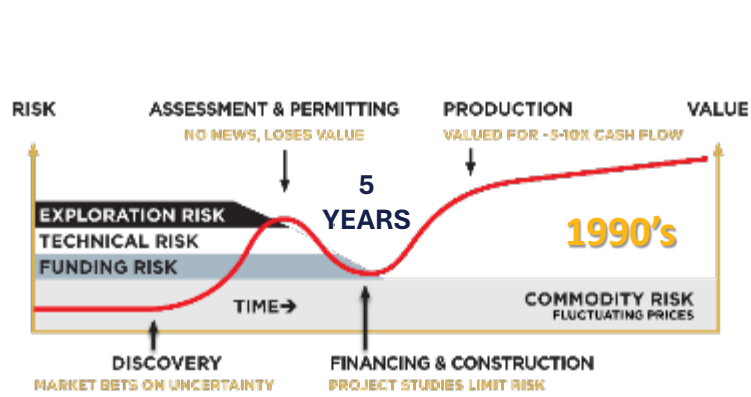 RISK
ASSESSMENT & PERMITTING
PRODUCTION
VALUE
NO NEWS, LOSES VALUE
VALUED FOR ~5-10X CASH FLOW
5
YEARS
EXPLORATION RISK
TECHNICAL RISK
FUNDING RISK
1990's
TIME→
COMMODITY RISK
FLUCTUATING PRICES
DISCOVERY
MARKET BETS ON UNCERTAINTY
FINANCING & CONSTRUCTION
PROJECT STUDIES LIMIT RISK